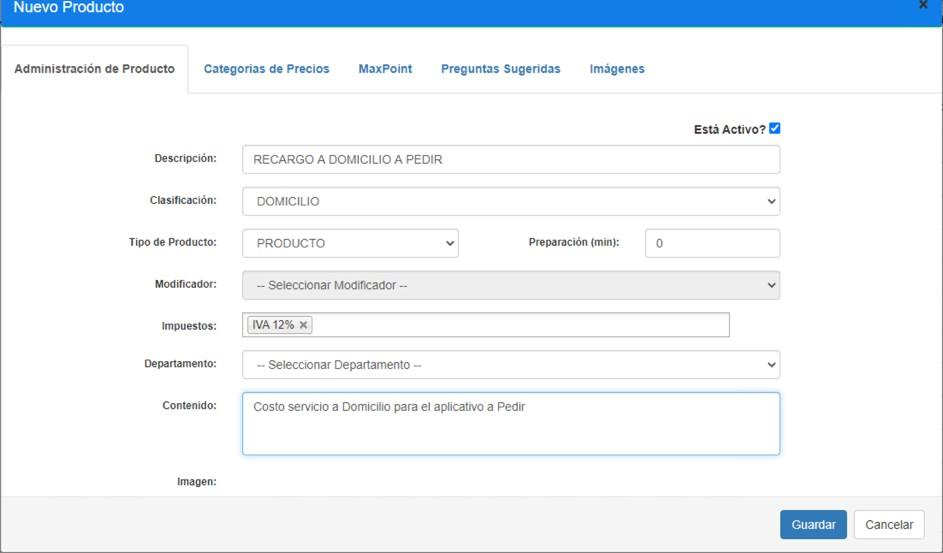 Nuevo Producto ×
Administración de Producto Categorias de Precios MaxPoint Preguntas Sugeridas Imágenes
Está Activo?
Descripción: RECARGO A DOMICILIO A PEDIR
Clasificación: DOMICILIO
Tipo de Producto: PRODUCTO Preparación (min): 0
Modificador: -- Seleccionar Modificador --
Impuestos: IVA 12% ×
Departamento: -- Seleccionar Departamento --
Contenido: Costo servicio a Domicilio para el aplicativo a Pedir
Imagen:
Guardar Cancelar